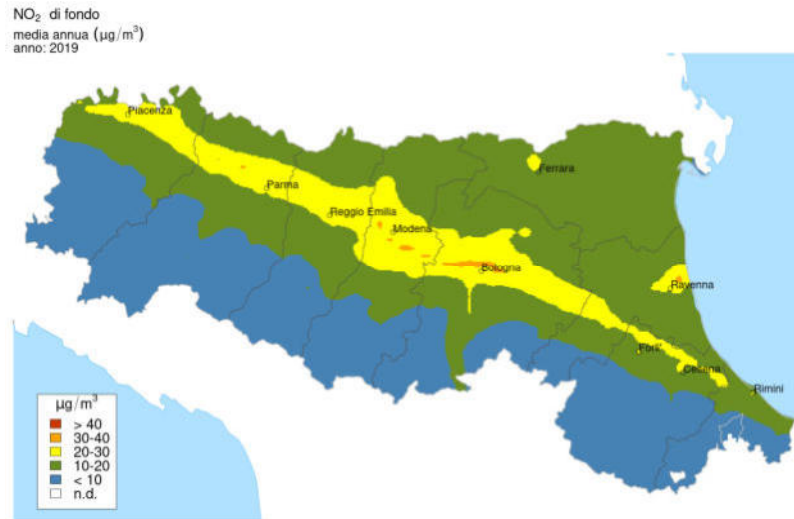 NO₂ di fondo
media annua (µg/m³)
anno: 2019
Piacenza
Parma
Reggio Emilia
Modena
Ferrara
Bologna
Ravenna
Forli'
Cesena
Rimini
µg/m³
> 40
30-40
20-30
10-20
< 10
n.d.